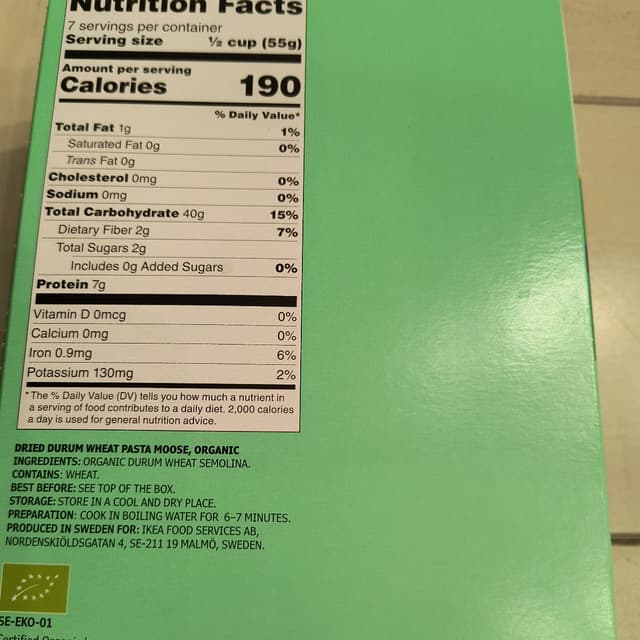 Nutrition Facts
7 servings per container
Serving size ½ cup (55g)
Amount per serving
Calories 190
% Daily Value*
Total Fat 1g 1%
Saturated Fat 0g 0%
Trans Fat 0g
Cholesterol 0mg 0%
Sodium 0mg 0%
Total Carbohydrate 40g 15%
Dietary Fiber 2g 7%
Total Sugars 2g
Includes 0g Added Sugars 0%
Protein 7g
Vitamin D 0mcg 0%
Calcium 0mg 0%
Iron 0.9mg 6%
Potassium 130mg 2%
*The % Daily Value (DV) tells you how much a nutrient in
a serving of food contributes to a daily diet. 2,000 calories
a day is used for general nutrition advice.
DRIED DURUM WHEAT PASTA MOOSE, ORGANIC
INGREDIENTS: ORGANIC DURUM WHEAT SEMOLINA.
CONTAINS: WHEAT.
BEST BEFORE: SEE TOP OF THE BOX.
STORAGE: STORE IN A COOL AND DRY PLACE.
PREPARATION: COOK IN BOILING WATER FOR 6–7 MINUTES.
PRODUCED IN SWEDEN FOR: IKEA FOOD SERVICES AB,
NORDENSKIÖLDSGATAN 4, SE-211 19 MALMÖ, SWEDEN.
SE-EKO-01
Certified Organic